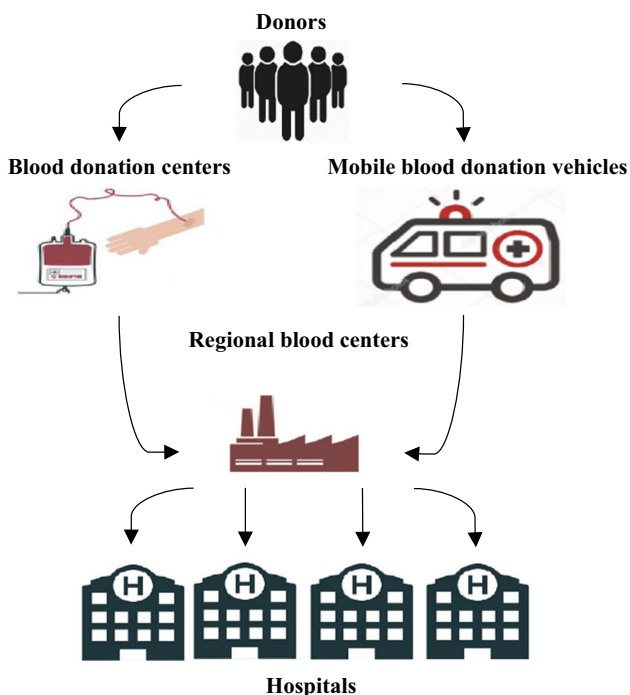 Donors
Blood donation centers
Mobile blood donation vehicles
Regional blood centers
H
H
H
H
Hospitals